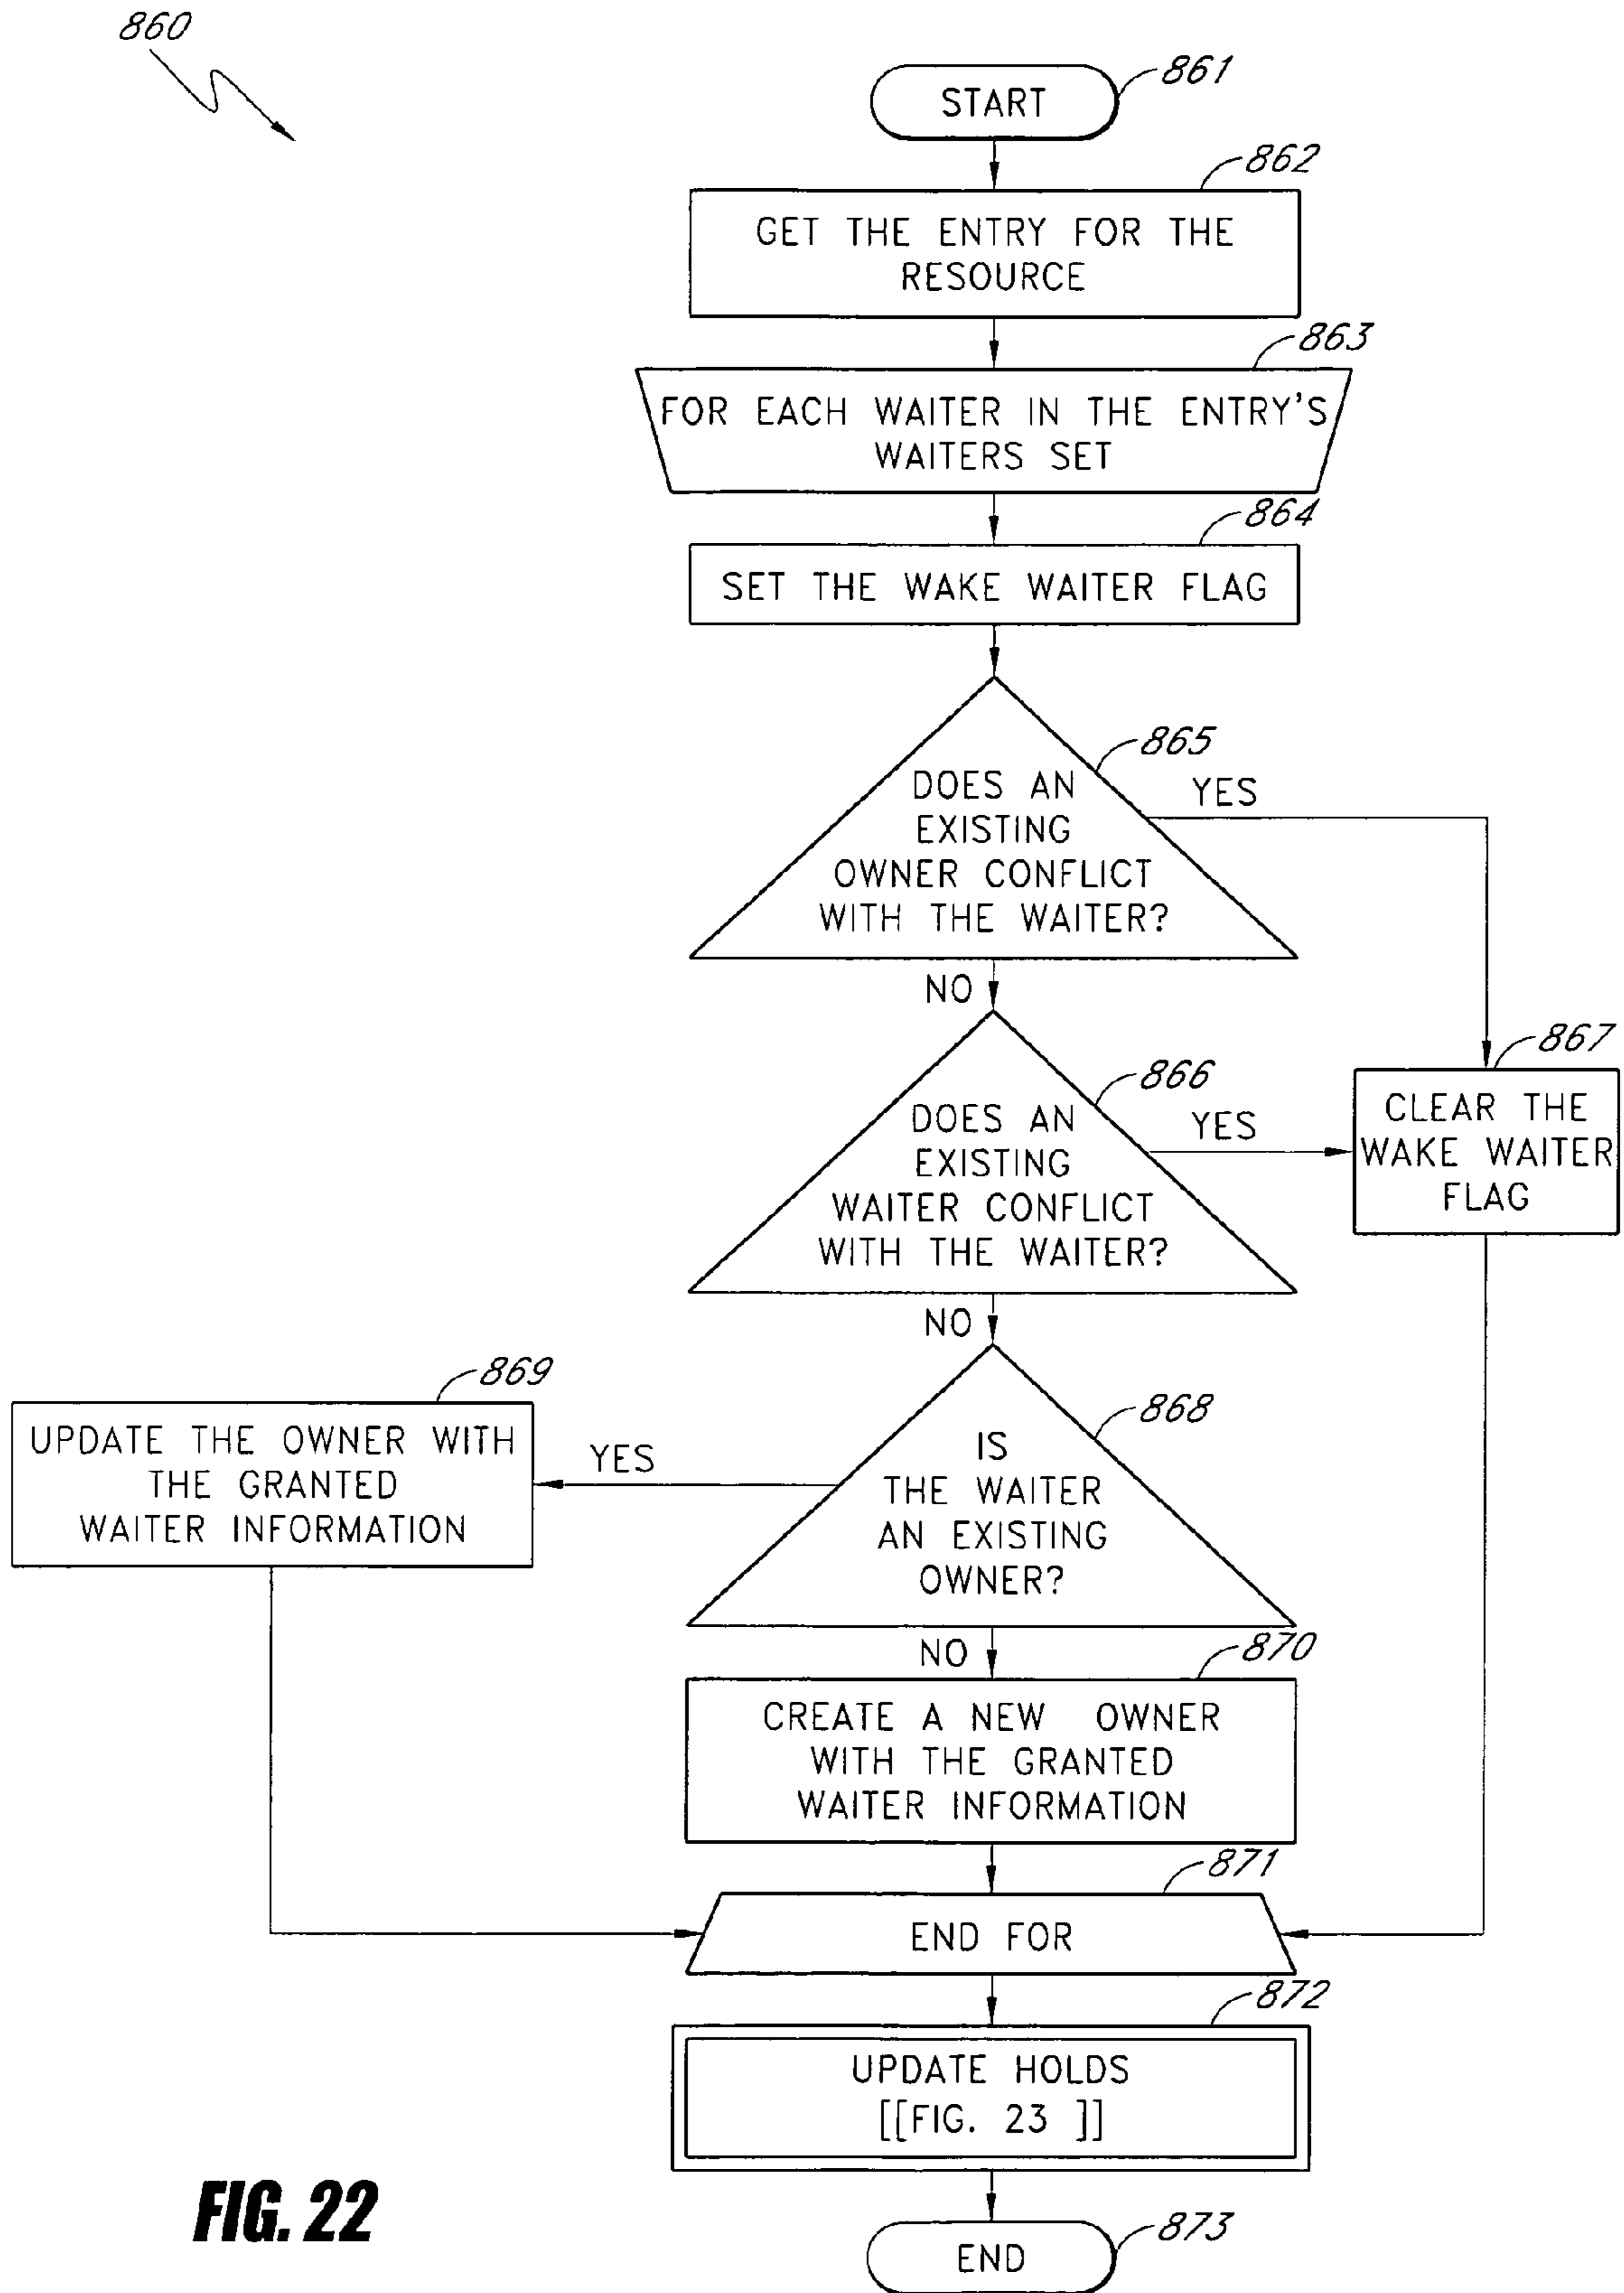 860
START
861
862
GET THE ENTRY FOR THE
RESOURCE
863
FOR EACH WAITER IN THE ENTRY'S
WAITERS SET
864
SET THE WAKE WAITER FLAG
865
DOES AN
EXISTING
OWNER CONFLICT
WITH THE WAITER?
YES
NO
866
DOES AN
EXISTING
WAITER CONFLICT
WITH THE WAITER?
YES
867
CLEAR THE
WAKE WAITER
FLAG
NO
868
IS
THE WAITER
AN EXISTING
OWNER?
YES
869
UPDATE THE OWNER WITH
THE GRANTED
WAITER INFORMATION
NO
870
CREATE A NEW OWNER
WITH THE GRANTED
WAITER INFORMATION
871
END FOR
872
UPDATE HOLDS
[[FIG. 23 ]]
873
END
FIG. 22